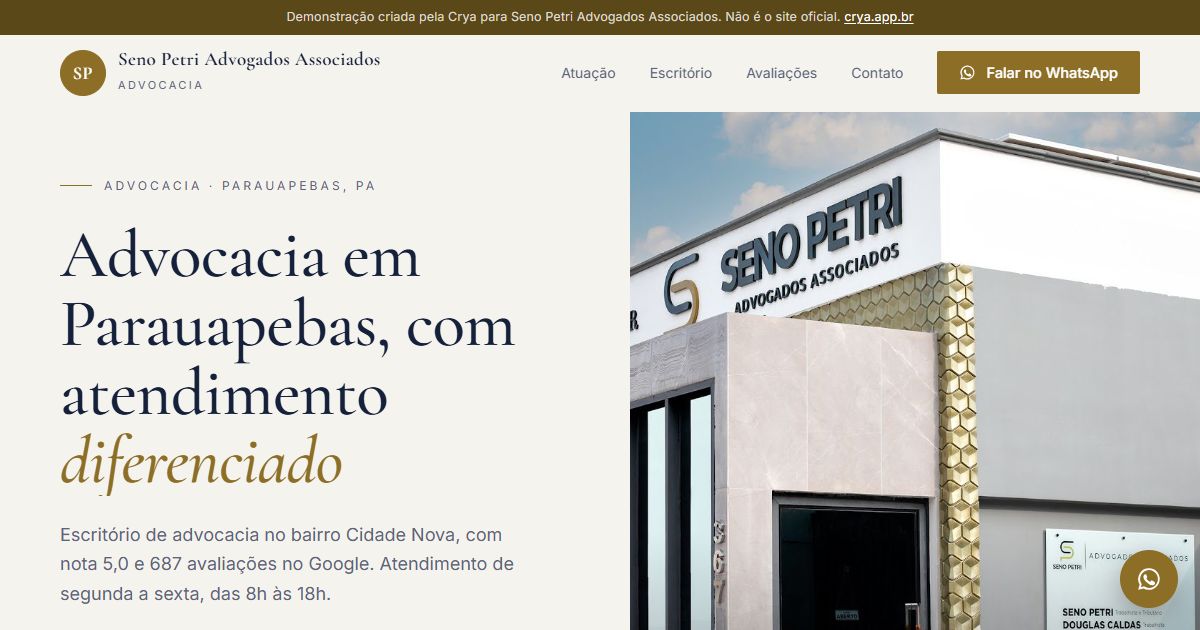 Demonstração criada pela Crya para Seno Petri Advogados Associados. Não é o site oficial. crya.app.br
SP
Seno Petri Advogados Associados
ADVOCACIA
Atuação
Escritório
Avaliações
Contato
Falar no WhatsApp
ADVOCACIA · PARAUAPEBAS, PA
Advocacia em
Parauapebas, com
atendimento
diferenciado
Escritório de advocacia no bairro Cidade Nova, com
nota 5,0 e 687 avaliações no Google. Atendimento de
segunda a sexta, das 8h às 18h.
SENO PETRI
ADVOGADOS ASSOCIADOS
R
367
SENO PETRI
SENO PETRI
DOUGLAS CALDAS